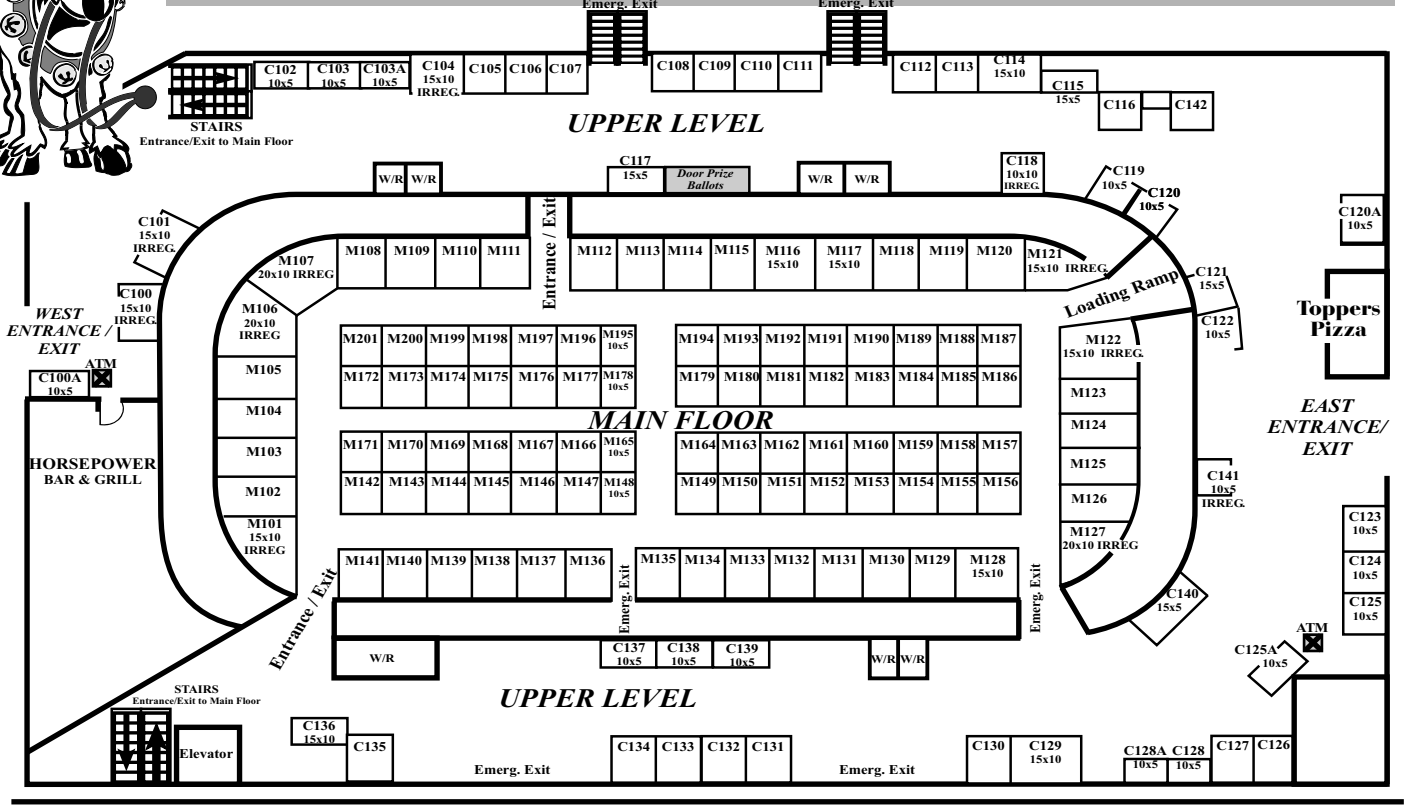 Emerg. Exit
Emerg. Exit
C102
10x5
C103
10x5
C103A
10x5
C104
15x10
IRREG.
C105
C106
C107
C108
C109
C110
C111
C112
C113
C114
15x10
C115
15x5
C116
C142
STAIRS
Entrance/Exit to Main Floor
UPPER LEVEL
W/R
W/R
C117
15x5
Door Prize
Ballots
W/R
W/R
C118
10x10
IRREG.
C119
10x5
C120
10x5
C120A
10x5
C101
15x10
IRREG.
C100
15x10
IRREG.
WEST
ENTRANCE /
EXIT
ATM
C100A
10x5
HORSEPOWER
BAR & GRILL
M107
20x10 IRREG
M108
M109
M110
M111
Entrance / Exit
M112
M113
M114
M115
M116
15x10
M117
15x10
M118
M119
M120
M121
15x10 IRREG.
Loading Ramp
C121
15x5
C122
10x5
Toppers
Pizza
M106
20x10
IRREG
M105
M104
M103
M102
M101
15x10
IRREG
M201
M200
M199
M198
M197
M196
M195
10x5
M194
M193
M192
M191
M190
M189
M188
M187
M172
M173
M174
M175
M176
M177
M178
10x5
M179
M180
M181
M182
M183
M184
M185
M186
MAIN FLOOR
M171
M170
M169
M168
M167
M166
M165
10x5
M164
M163
M162
M161
M160
M159
M158
M157
M142
M143
M144
M145
M146
M147
M148
10x5
M149
M150
M151
M152
M153
M154
M155
M156
M122
15x10 IRREG.
M123
M124
M125
M126
M127
20x10 IRREG
EAST
ENTRANCE/
EXIT
C141
10x5
IRREG.
C123
10x5
C124
10x5
C125
10x5
M141
M140
M139
M138
M137
M136
Emerg. Exit
M135
M134
M133
M132
M131
M130
M129
M128
15x10
Emerg. Exit
Entrance / Exit
C140
15x5
ATM
C125A
10x5
W/R
C137
10x5
C138
10x5
C139
10x5
W/R
W/R
STAIRS
Entrance/Exit to Main Floor
UPPER LEVEL
Elevator
C136
15x10
C135
Emerg. Exit
C134
C133
C132
C131
Emerg. Exit
C130
C129
15x10
C128A
10x5
C128
10x5
C127
C126